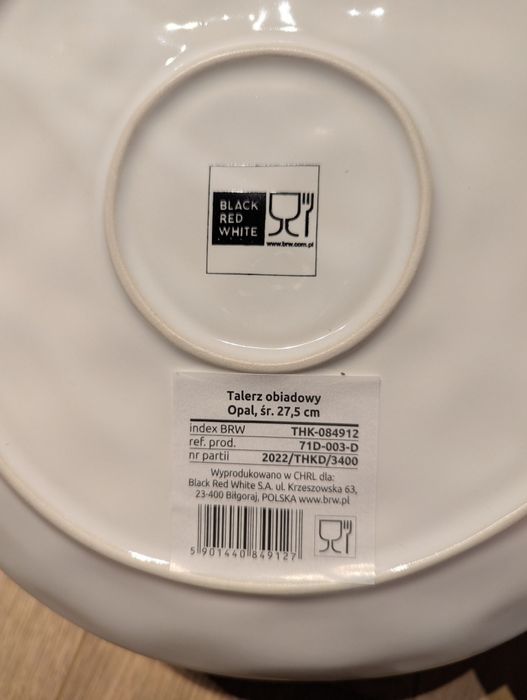 BLACK
RED
WHITE
www.brw.com.pl
Talerz obiadowy
Opal, śr. 27,5 cm
index BRW THK-084912
ref. prod. 71D-003-D
nr partii 2022/THKD/3400
Wyprodukowano w CHRL dla:
Black Red White S.A. ul. Krzeszowska 63,
23-400 Biłgoraj, POLSKA www.brw.pl
5 901440 849127